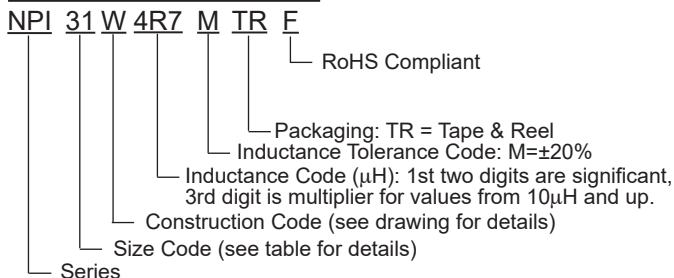 NPI 31 W 4R7 M TR F
RoHS Compliant
Packaging: TR = Tape & Reel
Inductance Tolerance Code: M=±20%
Inductance Code (μH): 1st two digits are significant,
3rd digit is multiplier for values from 10μH and up.
Construction Code (see drawing for details)
Size Code (see table for details)
Series